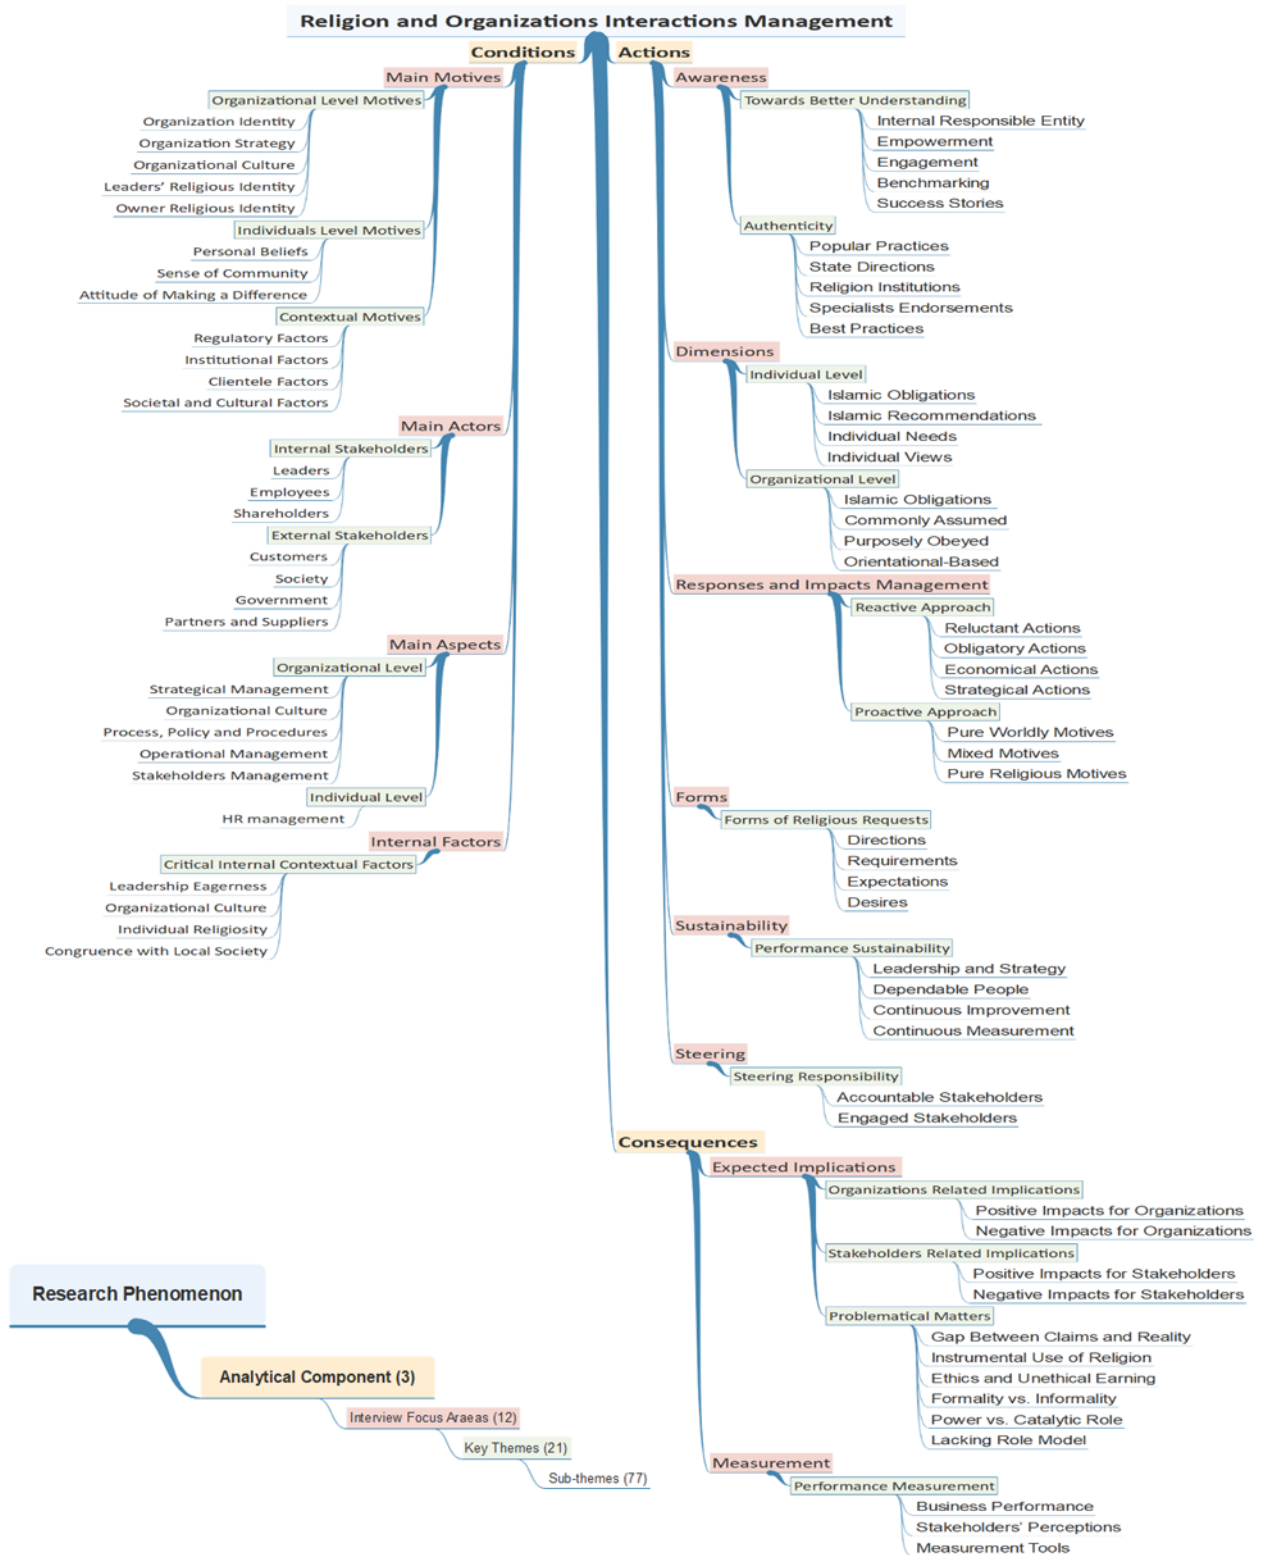 Religion and Organizations Interactions Management
Conditions
Main Motives
Organizational Level Motives
Organization Identity
Organization Strategy
Organizational Culture
Leaders' Religious Identity
Owner Religious Identity
Individuals Level Motives
Personal Beliefs
Sense of Community
Attitude of Making a Difference
Contextual Motives
Regulatory Factors
Institutional Factors
Clientele Factors
Societal and Cultural Factors
Main Actors
Internal Stakeholders
Leaders
Employees
Shareholders
External Stakeholders
Customers
Society
Government
Partners and Suppliers
Main Aspects
Organizational Level
Strategical Management
Organizational Culture
Process, Policy and Procedures
Operational Management
Stakeholders Management
Individual Level
HR management
Internal Factors
Critical Internal Contextual Factors
Leadership Eagerness
Organizational Culture
Individual Religiosity
Congruence with Local Society
Actions
Awareness
Towards Better Understanding
Internal Responsible Entity
Empowerment
Engagement
Benchmarking
Success Stories
Authenticity
Popular Practices
State Directions
Religion Institutions
Specialists Endorsements
Best Practices
Dimensions
Individual Level
Islamic Obligations
Islamic Recommendations
Individual Needs
Individual Views
Organizational Level
Islamic Obligations
Commonly Assumed
Purposely Obeyed
Orientational-Based
Responses and Impacts Management
Reactive Approach
Reluctant Actions
Obligatory Actions
Economical Actions
Strategical Actions
Proactive Approach
Pure Worldly Motives
Mixed Motives
Pure Religious Motives
Forms
Forms of Religious Requests
Directions
Requirements
Expectations
Desires
Sustainability
Performance Sustainability
Leadership and Strategy
Dependable People
Continuous Improvement
Continuous Measurement
Steering
Steering Responsibility
Accountable Stakeholders
Engaged Stakeholders
Consequences
Expected Implications
Organizations Related Implications
Positive Impacts for Organizations
Negative Impacts for Organizations
Stakeholders Related Implications
Positive Impacts for Stakeholders
Negative Impacts for Stakeholders
Problematical Matters
Gap Between Claims and Reality
Instrumental Use of Religion
Ethics and Unethical Earning
Formality vs. Informality
Power vs. Catalytic Role
Lacking Role Model
Measurement
Performance Measurement
Business Performance
Stakeholders' Perceptions
Measurement Tools
Research Phenomenon
Analytical Component (3)
Interview Focus Araeas (12)
Key Themes (21)
Sub-themes (77)